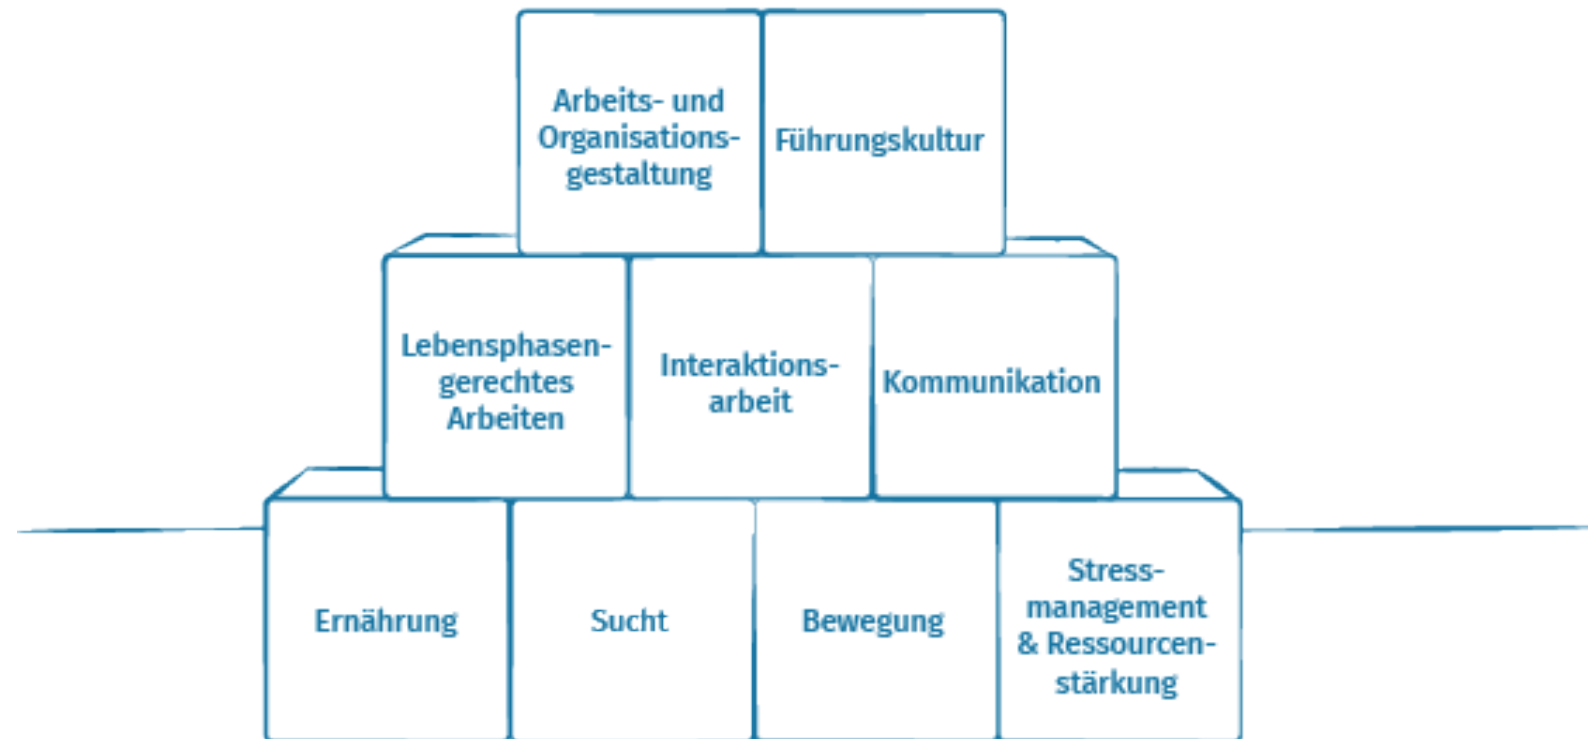 Arbeits- und
Organisations-
gestaltung
Führungskultur
Lebensphasen-
gerechtes
Arbeiten
Interaktions-
arbeit
Kommunikation
Ernährung
Sucht
Bewegung
Stress-
management
& Ressourcen-
stärkung